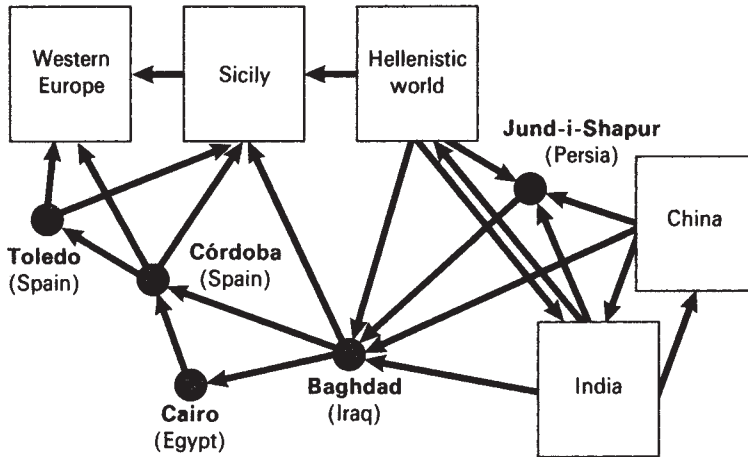 Western
Europe
Sicily
Hellenistic
world
Jund-i-Shapur
(Persia)
China
Toledo
(Spain)
Córdoba
(Spain)
Baghdad
(Iraq)
India
Cairo
(Egypt)